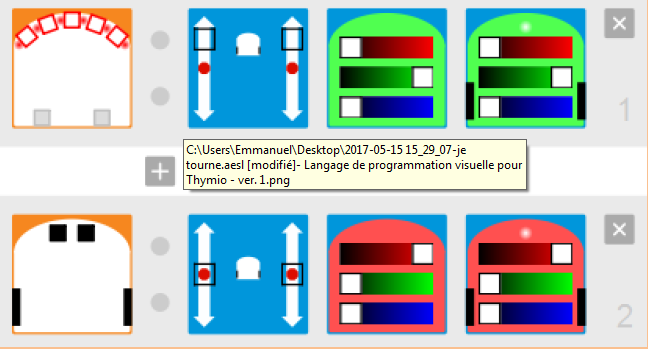 1
C:\Users\Emmanuel\Desktop\2017-05-15 15_29_07-je
tourne.aesl [modifié]- Langage de programmation visuelle pour
Thymio - ver. 1.png
2